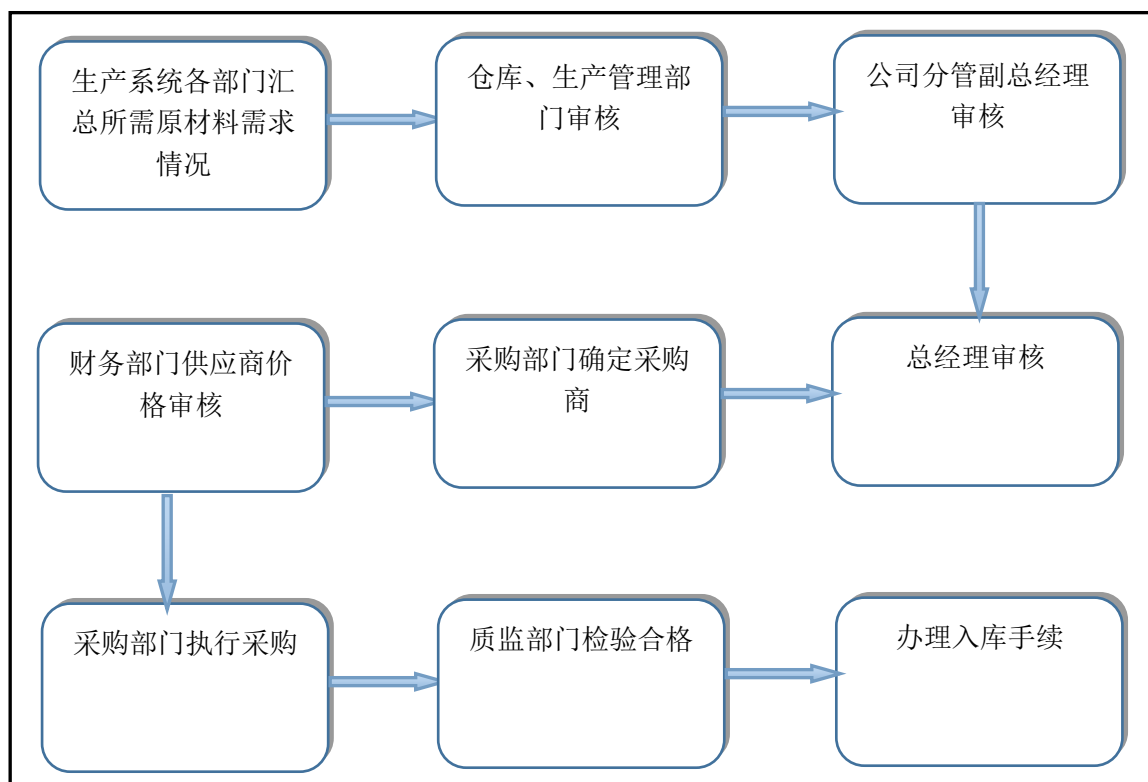 生产系统各部门汇
总所需原材料需求
情况
仓库、生产管理部
门审核
公司分管副总经理
审核
财务部门供应商价
格审核
采购部门确定采购
商
总经理审核
采购部门执行采购
质监部门检验合格
办理入库手续